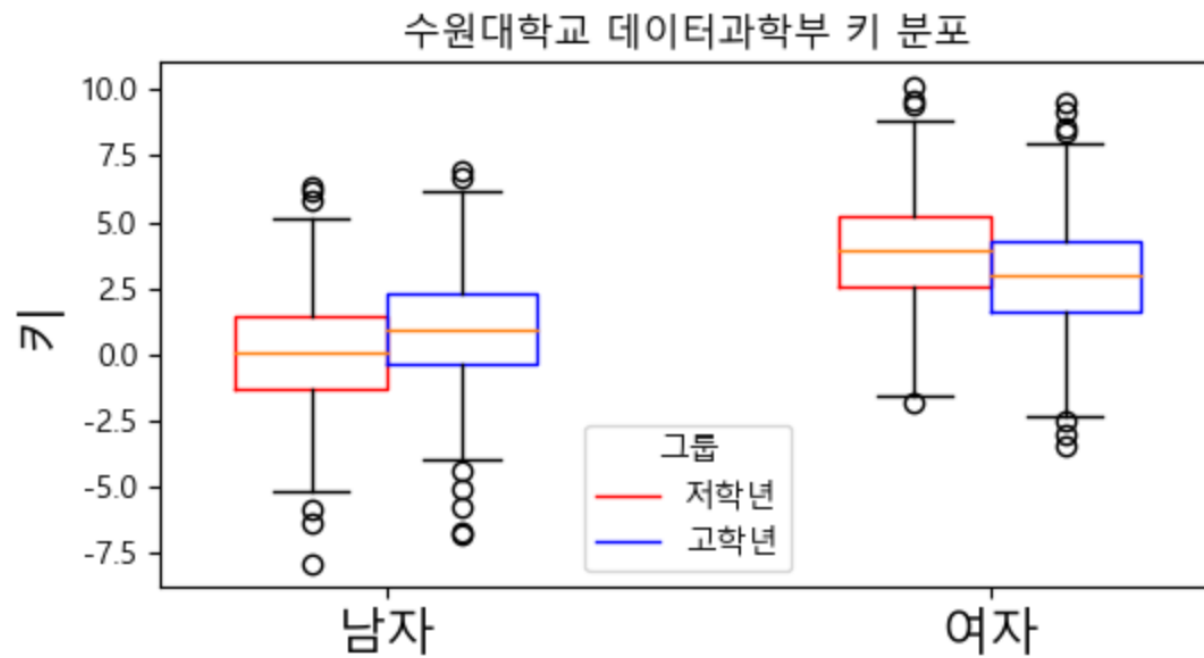 수원대학교 데이터과학부 키 분포
10.0
7.5
5.0
2.5
0.0
-2.5
-5.0
-7.5
키
그룹
저학년
고학년
남자
여자